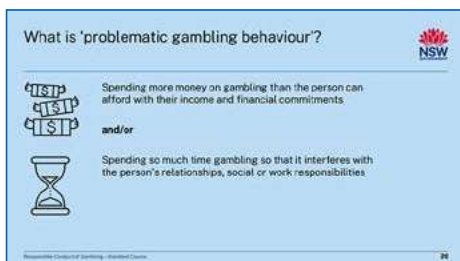 What is 'problematic gambling behaviour'?
NSW
GOVERNMENT
Spending more money on gambling than the person can
afford with their income and financial commitments
and/or
Spending so much time gambling so that it interferes with
the person's relationships, social or work responsibilities
Responsible Conduct of Gambling - Standard Course
26